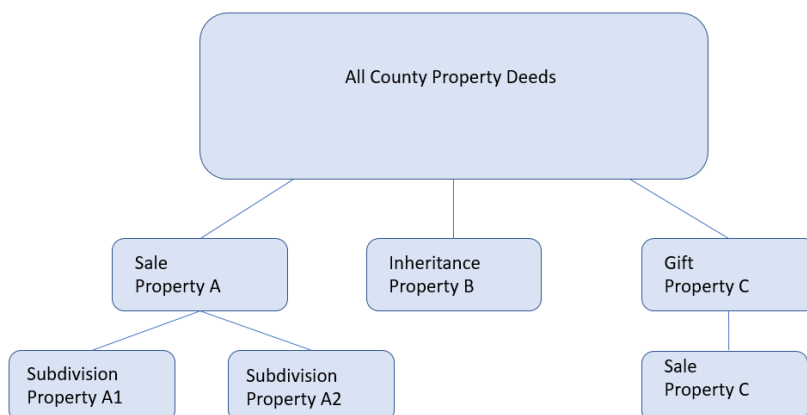 All County Property Deeds
Sale
Property A
Inheritance
Property B
Gift
Property C
Subdivision
Property A1
Subdivision
Property A2
Sale
Property C